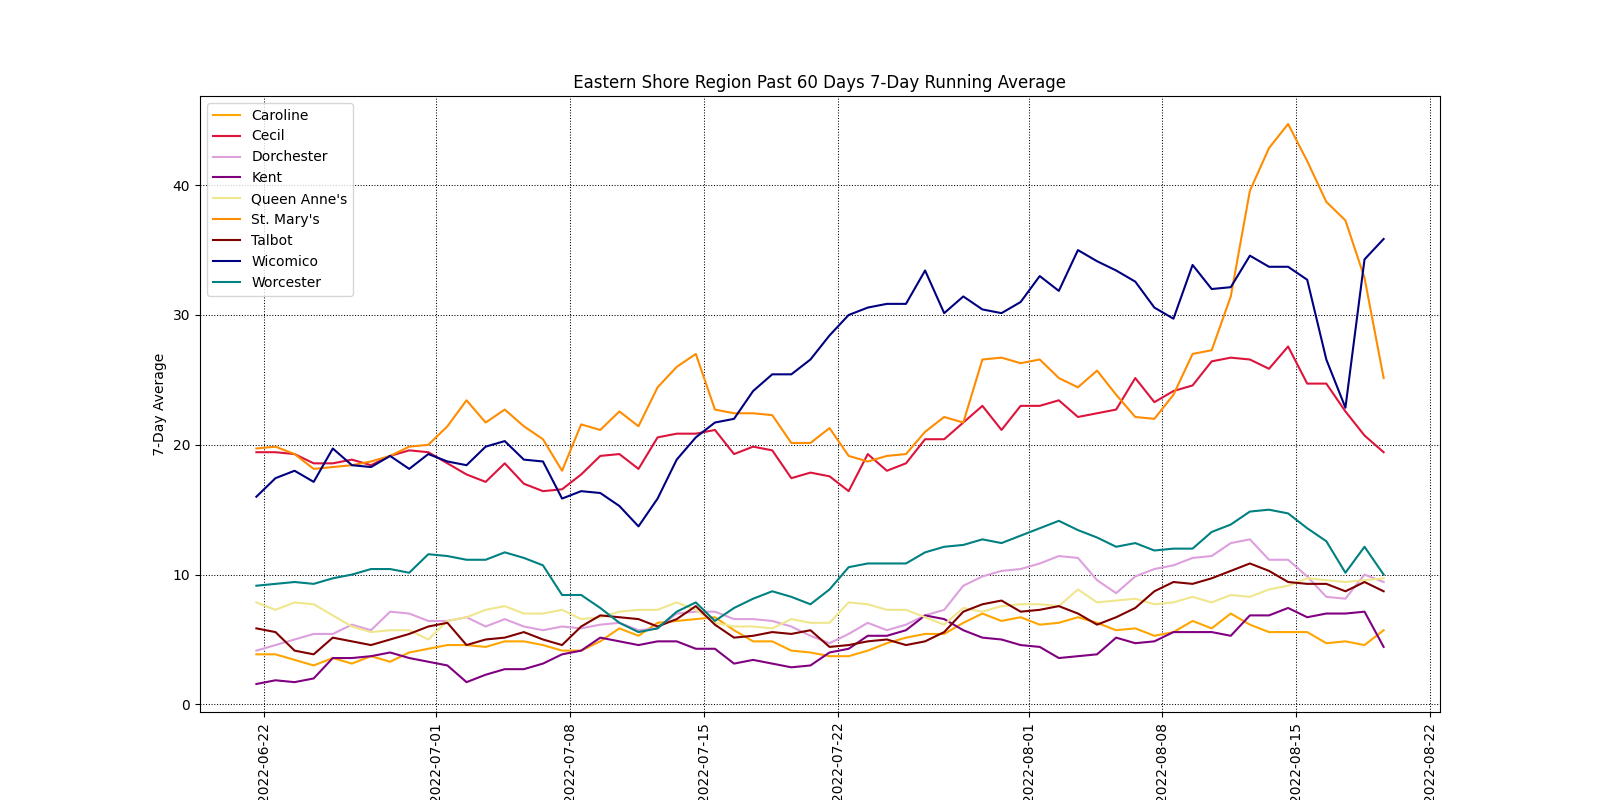 Eastern Shore Region Past 60 Days 7-Day Running Average
Caroline
Cecil
Dorchester
Kent
Queen Anne's
St. Mary's
Talbot
Wicomico
Worcester
7-Day Average
40
30
20
10
0
2022-06-22
2022-07-01
2022-07-08
2022-07-15
2022-07-22
2022-08-01
2022-08-08
2022-08-15
2022-08-22